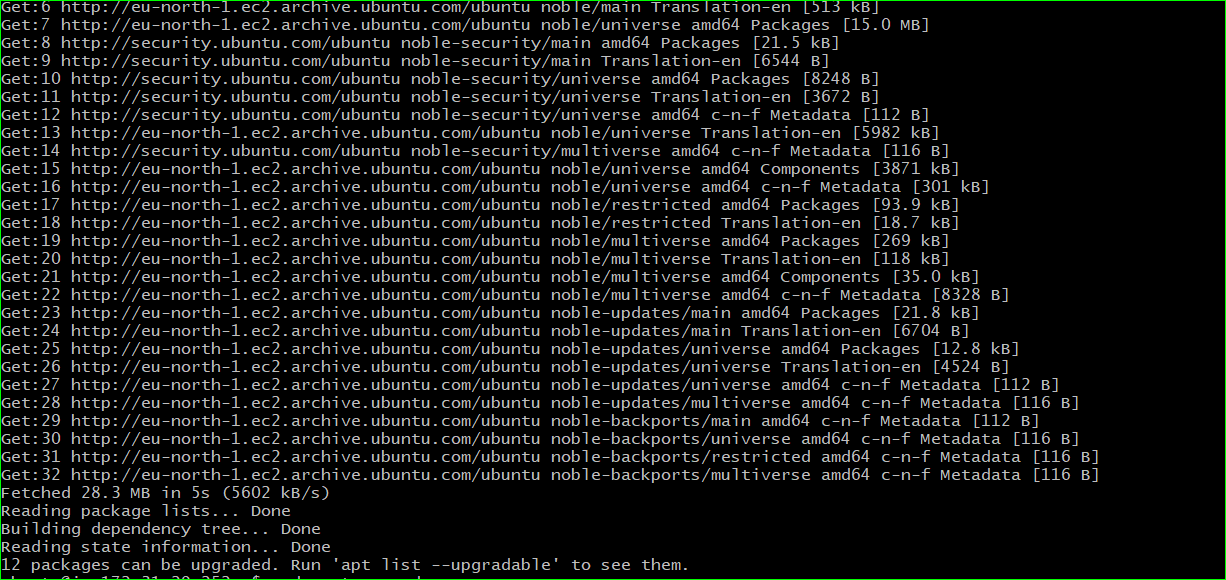 Get:6 http://eu-north-1.ec2.archive.ubuntu.com/ubuntu noble/main Translation-en [513 kB]
Get:7 http://eu-north-1.ec2.archive.ubuntu.com/ubuntu noble/universe amd64 Packages [15.0 MB]
Get:8 http://security.ubuntu.com/ubuntu noble-security/main amd64 Packages [21.5 kB]
Get:9 http://security.ubuntu.com/ubuntu noble-security/main Translation-en [6544 B]
Get:10 http://security.ubuntu.com/ubuntu noble-security/universe amd64 Packages [8248 B]
Get:11 http://security.ubuntu.com/ubuntu noble-security/universe Translation-en [3672 B]
Get:12 http://security.ubuntu.com/ubuntu noble-security/universe amd64 c-n-f Metadata [112 B]
Get:13 http://eu-north-1.ec2.archive.ubuntu.com/ubuntu noble/universe Translation-en [5982 kB]
Get:14 http://security.ubuntu.com/ubuntu noble-security/multiverse amd64 c-n-f Metadata [116 B]
Get:15 http://eu-north-1.ec2.archive.ubuntu.com/ubuntu noble/universe amd64 Components [3871 kB]
Get:16 http://eu-north-1.ec2.archive.ubuntu.com/ubuntu noble/universe amd64 c-n-f Metadata [301 kB]
Get:17 http://eu-north-1.ec2.archive.ubuntu.com/ubuntu noble/restricted amd64 Packages [93.9 kB]
Get:18 http://eu-north-1.ec2.archive.ubuntu.com/ubuntu noble/restricted Translation-en [18.7 kB]
Get:19 http://eu-north-1.ec2.archive.ubuntu.com/ubuntu noble/multiverse amd64 Packages [269 kB]
Get:20 http://eu-north-1.ec2.archive.ubuntu.com/ubuntu noble/multiverse Translation-en [118 kB]
Get:21 http://eu-north-1.ec2.archive.ubuntu.com/ubuntu noble/multiverse amd64 Components [35.0 kB]
Get:22 http://eu-north-1.ec2.archive.ubuntu.com/ubuntu noble/multiverse amd64 c-n-f Metadata [8328 B]
Get:23 http://eu-north-1.ec2.archive.ubuntu.com/ubuntu noble-updates/main amd64 Packages [21.8 kB]
Get:24 http://eu-north-1.ec2.archive.ubuntu.com/ubuntu noble-updates/main Translation-en [6704 B]
Get:25 http://eu-north-1.ec2.archive.ubuntu.com/ubuntu noble-updates/universe amd64 Packages [12.8 kB]
Get:26 http://eu-north-1.ec2.archive.ubuntu.com/ubuntu noble-updates/universe Translation-en [4524 B]
Get:27 http://eu-north-1.ec2.archive.ubuntu.com/ubuntu noble-updates/universe amd64 c-n-f Metadata [112 B]
Get:28 http://eu-north-1.ec2.archive.ubuntu.com/ubuntu noble-updates/multiverse amd64 c-n-f Metadata [116 B]
Get:29 http://eu-north-1.ec2.archive.ubuntu.com/ubuntu noble-backports/main amd64 c-n-f Metadata [112 B]
Get:30 http://eu-north-1.ec2.archive.ubuntu.com/ubuntu noble-backports/universe amd64 c-n-f Metadata [116 B]
Get:31 http://eu-north-1.ec2.archive.ubuntu.com/ubuntu noble-backports/restricted amd64 c-n-f Metadata [116 B]
Get:32 http://eu-north-1.ec2.archive.ubuntu.com/ubuntu noble-backports/multiverse amd64 c-n-f Metadata [116 B]
Fetched 28.3 MB in 5s (5602 kB/s)
Reading package lists... Done
Building dependency tree... Done
Reading state information... Done
12 packages can be upgraded. Run 'apt list --upgradable' to see them.